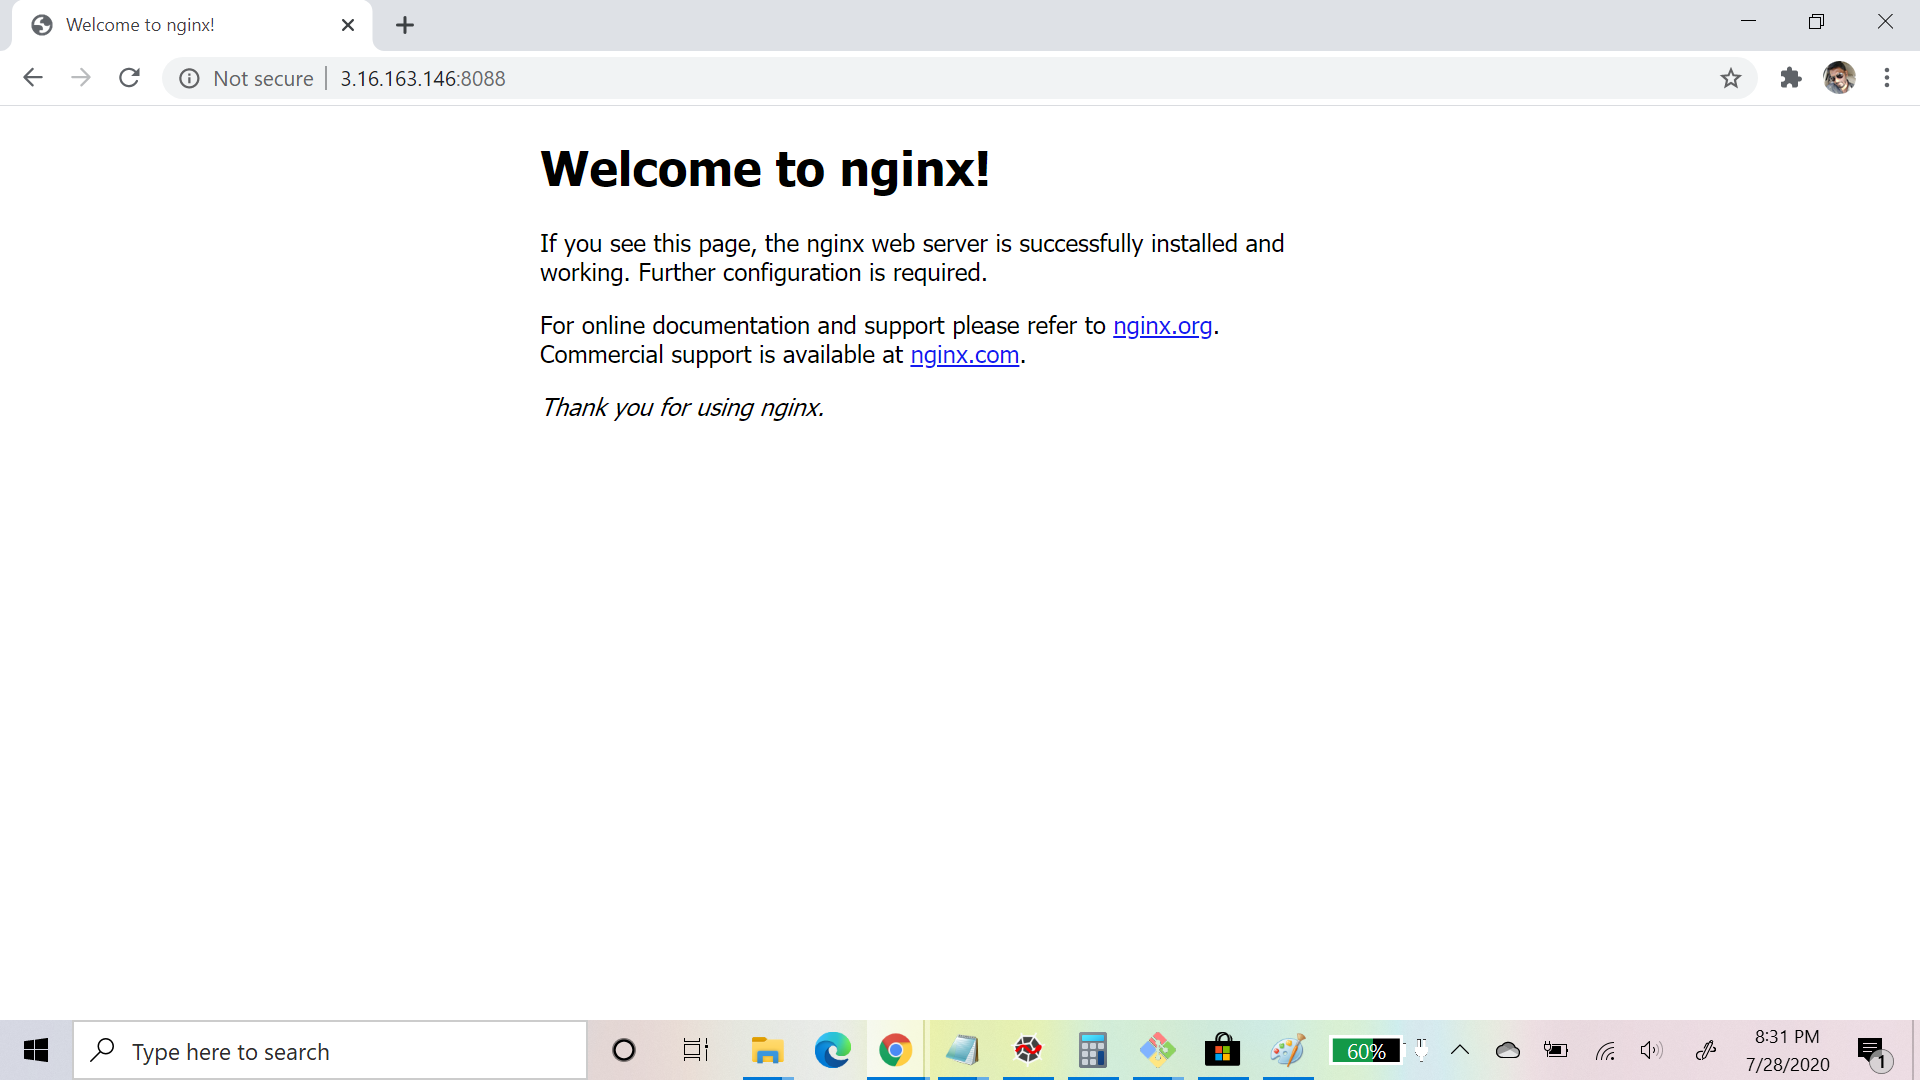 Welcome to nginx!
Not secure
3.16.163.146:8088
Welcome to nginx!
If you see this page, the nginx web server is successfully installed and
working. Further configuration is required.
For online documentation and support please refer to nginx.org.
Commercial support is available at nginx.com.
Thank you for using nginx.
Type here to search
60%
8:31 PM
7/28/2020
1